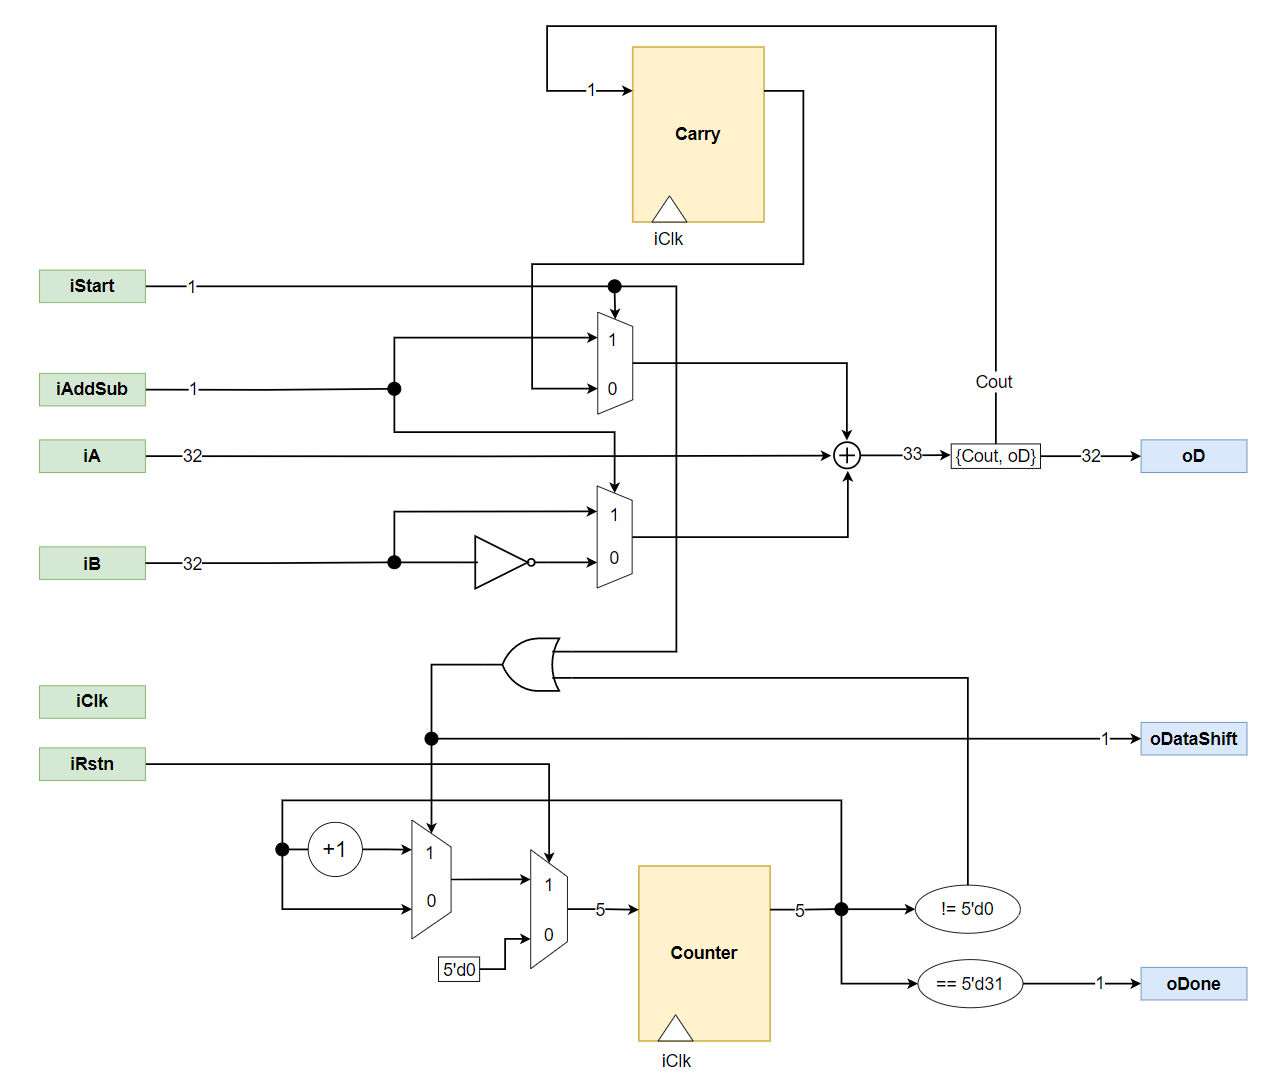 1
Carry
iClk
iStart
1
1
0
Cout
iAddSub
1
iA
32
33
{Cout, oD}
32
oD
1
0
iB
32
iClk
1
oDataShift
iRstn
+1
1
0
1
0
5'd0
5
Counter
iClk
5
!= 5'd0
== 5'd31
1
oDone